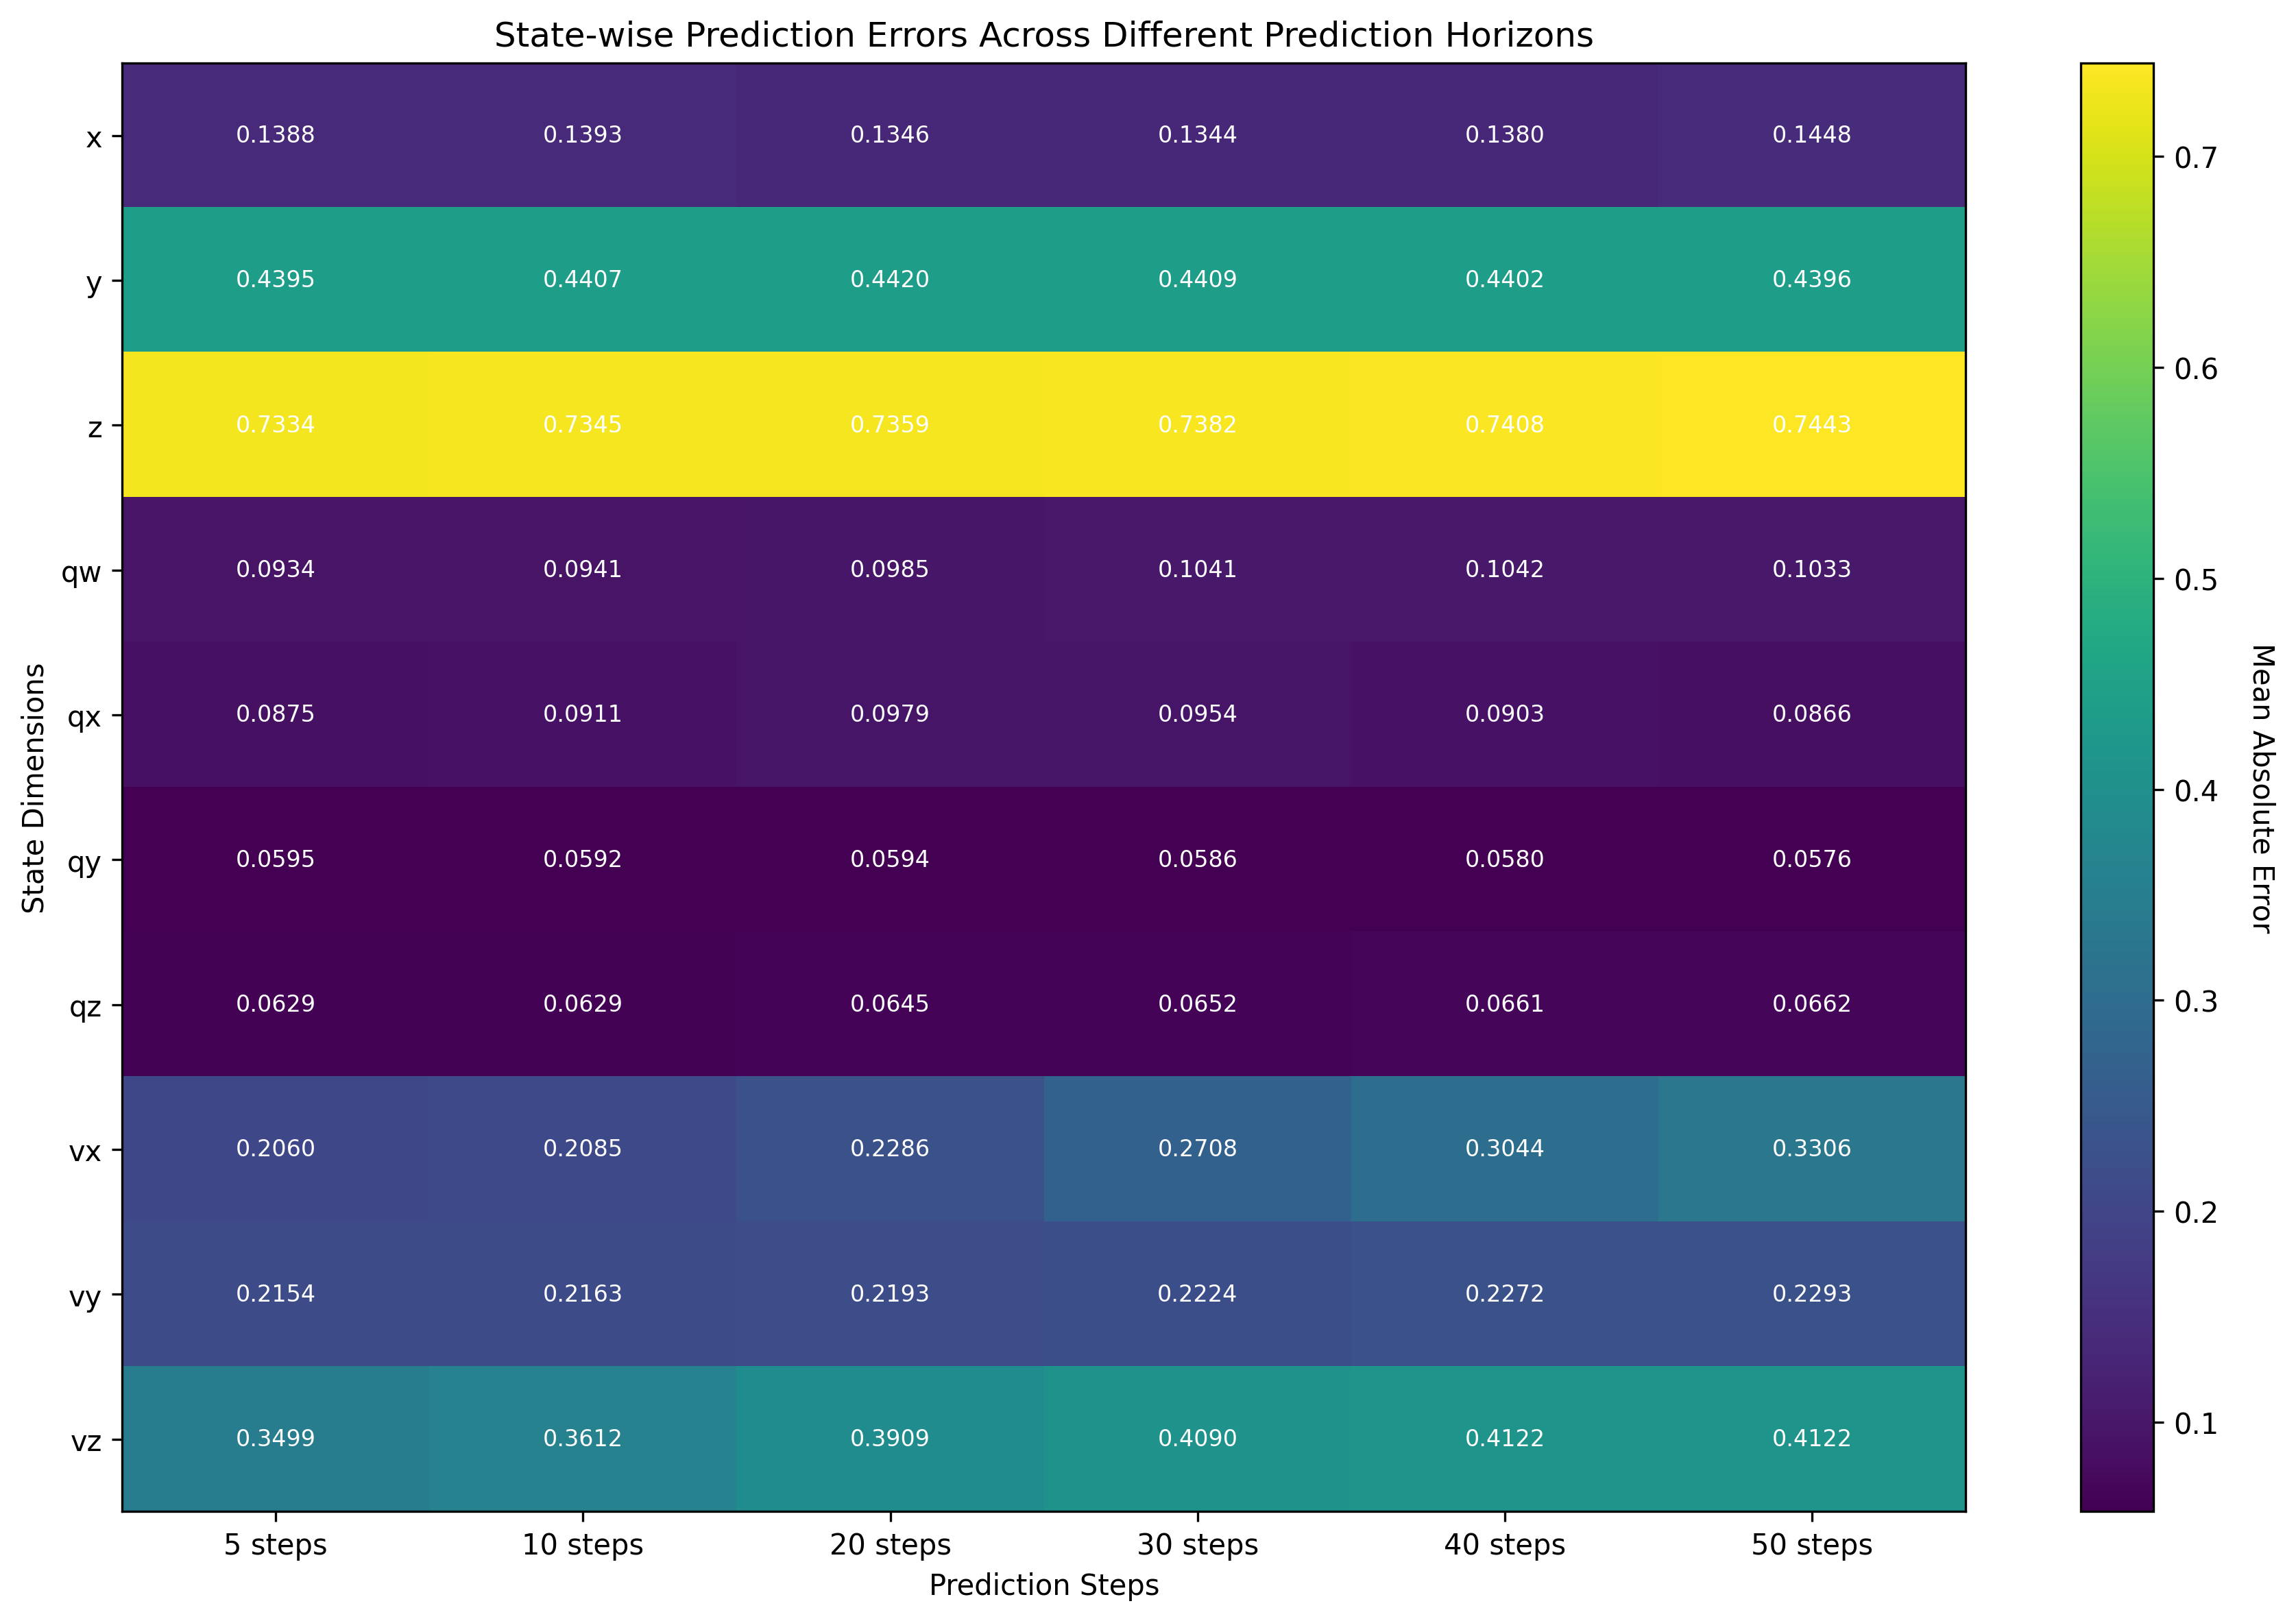 State-wise Prediction Errors Across Different Prediction Horizons
x 0.1388 0.1393 0.1346 0.1344 0.1380 0.1448
y 0.4395 0.4407 0.4420 0.4409 0.4402 0.4396
z 0.7334 0.7345 0.7359 0.7382 0.7408 0.7443
qw 0.0934 0.0941 0.0985 0.1041 0.1042 0.1033
qx 0.0875 0.0911 0.0979 0.0954 0.0903 0.0866
qy 0.0595 0.0592 0.0594 0.0586 0.0580 0.0576
qz 0.0629 0.0629 0.0645 0.0652 0.0661 0.0662
vx 0.2060 0.2085 0.2286 0.2708 0.3044 0.3306
vy 0.2154 0.2163 0.2193 0.2224 0.2272 0.2293
vz 0.3499 0.3612 0.3909 0.4090 0.4122 0.4122
5 steps 10 steps 20 steps 30 steps 40 steps 50 steps
Prediction Steps
State Dimensions
0.7
0.6
0.5
0.4
0.3
0.2
0.1
Mean Absolute Error